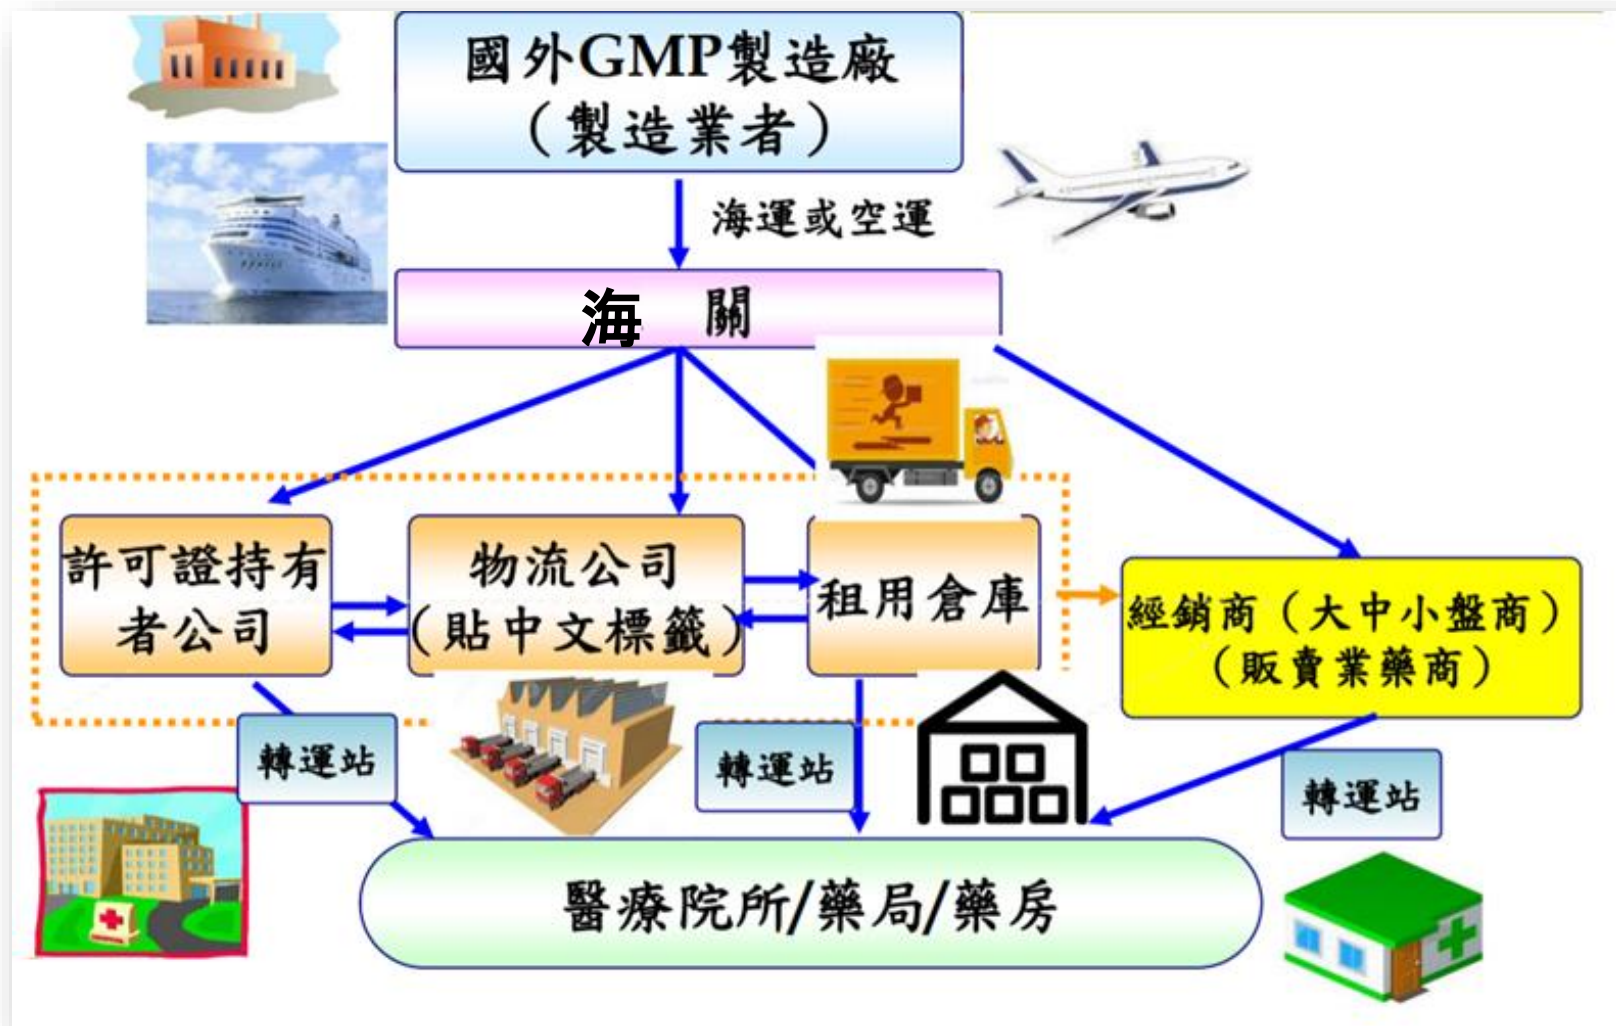 國外GMP製造廠
（製造業者）
海運或空運
海 關
許可證持有
者公司
物流公司
（貼中文標籤）
租用倉庫
經銷商（大中小盤商）
（販賣業藥商）
轉運站
轉運站
轉運站
醫療院所/藥局/藥房